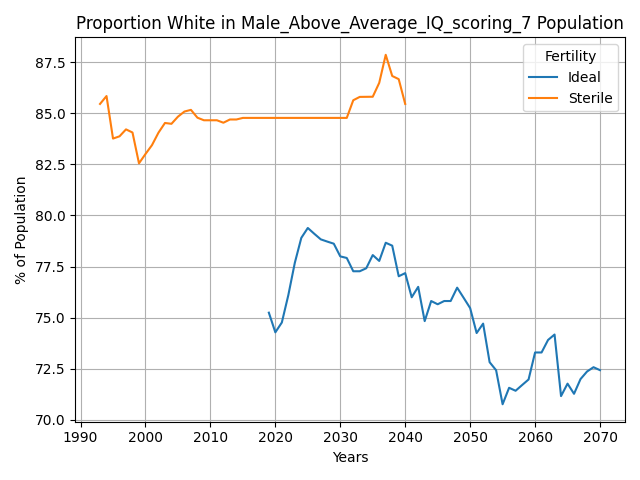 Proportion White in Male_Above_Average_IQ_scoring_7 Population
% of Population
87.5
85.0
82.5
80.0
77.5
75.0
72.5
70.0
Fertility
Ideal
Sterile
1990 2000 2010 2020 2030 2040 2050 2060 2070
Years